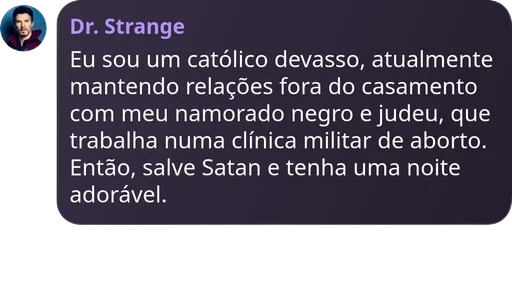 Dr. Strange
Eu sou um católico devasso, atualmente
mantendo relações fora do casamento
com meu namorado negro e judeu, que
trabalha numa clínica militar de aborto.
Então, salve Satan e tenha uma noite
adorável.